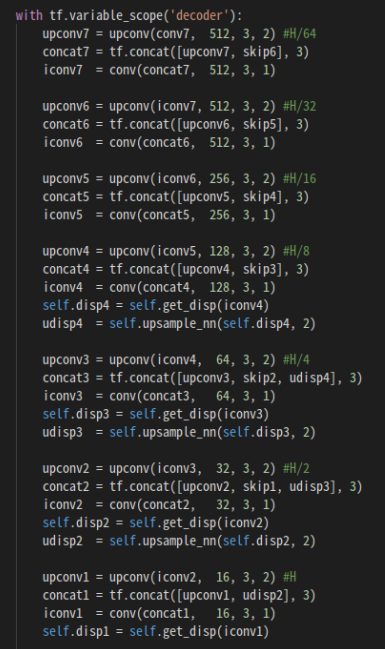 with tf.variable_scope('decoder'):
    upconv7 = upconv(conv7,  512, 3, 2) #H/64
    concat7 = tf.concat([upconv7, skip6], 3)
    iconv7  = conv(concat7,  512, 3, 1)

    upconv6 = upconv(iconv7, 512, 3, 2) #H/32
    concat6 = tf.concat([upconv6, skip5], 3)
    iconv6  = conv(concat6,  512, 3, 1)

    upconv5 = upconv(iconv6, 256, 3, 2) #H/16
    concat5 = tf.concat([upconv5, skip4], 3)
    iconv5  = conv(concat5,  256, 3, 1)

    upconv4 = upconv(iconv5, 128, 3, 2) #H/8
    concat4 = tf.concat([upconv4, skip3], 3)
    iconv4  = conv(concat4,  128, 3, 1)
    self.disp4 = self.get_disp(iconv4)
    udisp4  = self.upsample_nn(self.disp4, 2)

    upconv3 = upconv(iconv4,  64, 3, 2) #H/4
    concat3 = tf.concat([upconv3, skip2, udisp4], 3)
    iconv3  = conv(concat3,   64, 3, 1)
    self.disp3 = self.get_disp(iconv3)
    udisp3  = self.upsample_nn(self.disp3, 2)

    upconv2 = upconv(iconv3,  32, 3, 2) #H/2
    concat2 = tf.concat([upconv2, skip1, udisp3], 3)
    iconv2  = conv(concat2,   32, 3, 1)
    self.disp2 = self.get_disp(iconv2)
    udisp2  = self.upsample_nn(self.disp2, 2)

    upconv1 = upconv(iconv2,  16, 3, 2) #H
    concat1 = tf.concat([upconv1, udisp2], 3)
    iconv1  = conv(concat1,   16, 3, 1)
    self.disp1 = self.get_disp(iconv1)